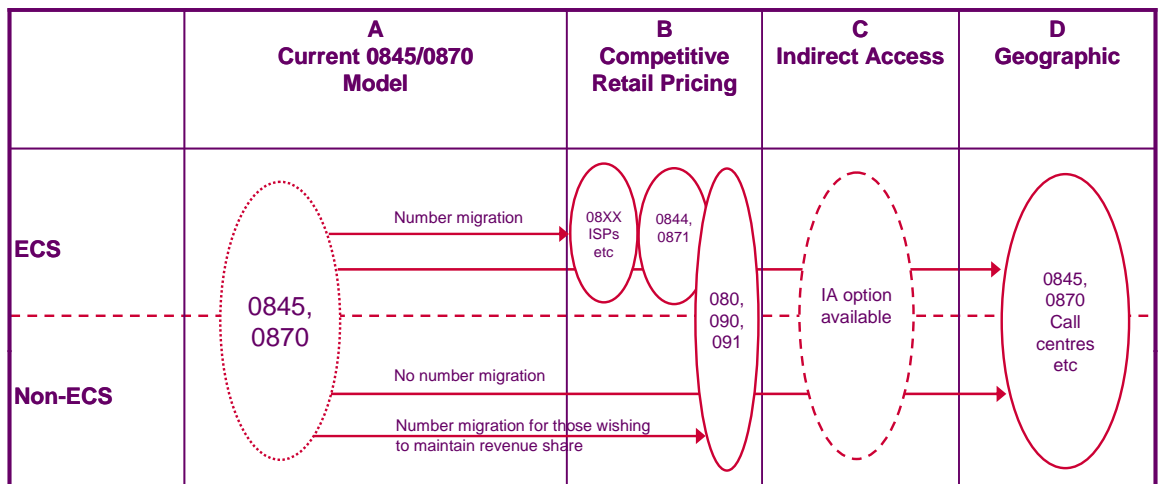 A
Current 0845/0870
Model
B
Competitive
Retail Pricing
C
Indirect Access
D
Geographic
ECS
Non-ECS
0845,
0870
Number migration
08XX
ISPs
etc
0844,
0871
080,
090,
091
IA option
available
0845,
0870
Call
centres
etc
No number migration
Number migration for those wishing
to maintain revenue share